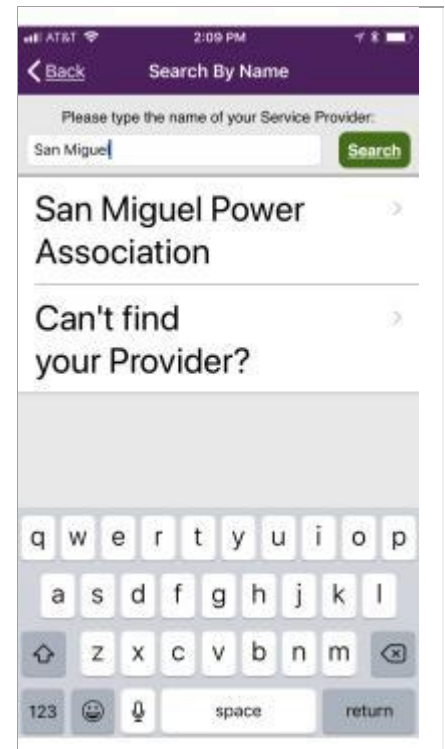 AT&T 2:09 PM
Back Search By Name
Please type the name of your Service Provider:
San Miguel Search
San Miguel Power
Association
Can't find
your Provider?
q w e r t y u i o p
a s d f g h j k l
z x c v b n m
123 space return